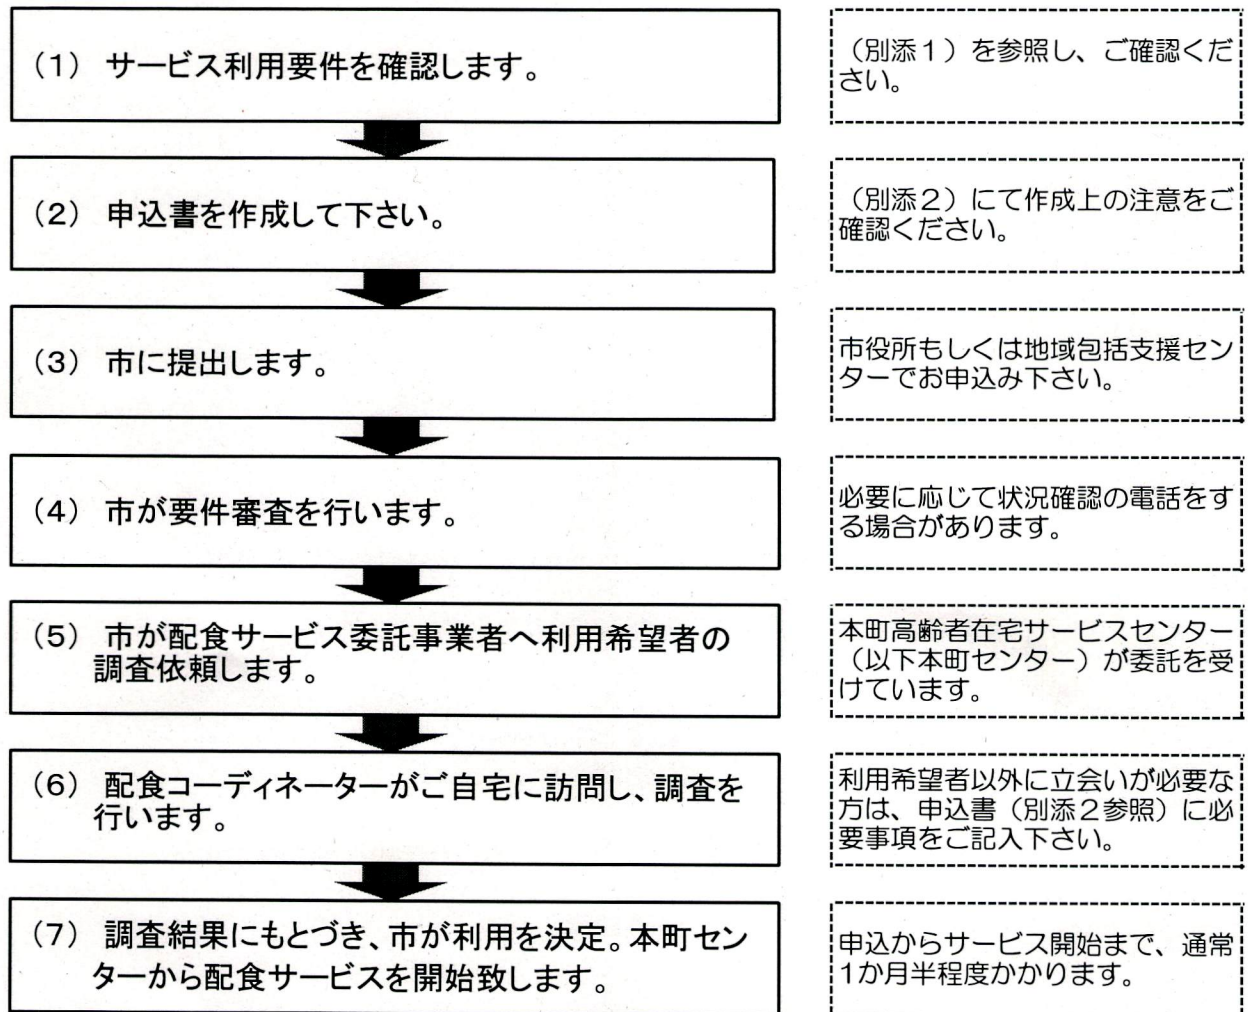 （1） サービス利用要件を確認します。
（別添1）を参照し、ご確認くだ
さい。
（2） 申込書を作成して下さい。
（別添2）にて作成上の注意をご
確認ください。
（3） 市に提出します。
市役所もしくは地域包括支援セン
ターでお申込み下さい。
（4） 市が要件審査を行います。
必要に応じて状況確認の電話をす
る場合があります。
（5） 市が配食サービス委託事業者へ利用希望者の
調査依頼します。
本町高齢者在宅サービスセンター
（以下本町センター）が委託を受
けています。
（6） 配食コーディネーターがご自宅に訪問し、調査を
行います。
利用希望者以外に立会いが必要な
方は、申込書（別添2参照）に必
要事項をご記入下さい。
（7） 調査結果にもとづき、市が利用を決定。本町セン
ターから配食サービスを開始致します。
申込からサービス開始まで、通常
1か月半程度かかります。